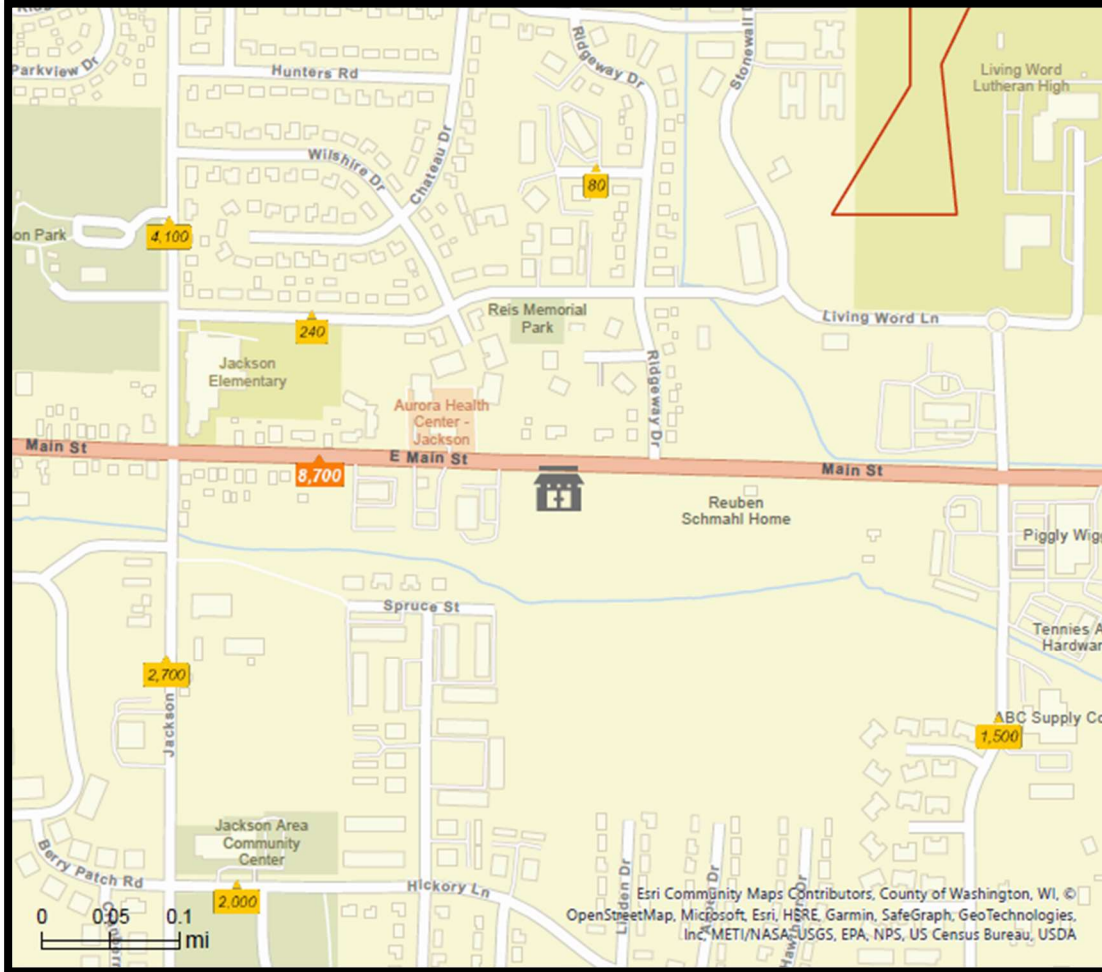 Parkview Dr
Hunters Rd
Ridgeway Dr
Stonewall
Living Word
Lutheran High
Wilshire Dr
Chateau Dr
80
on Park
4,100
Reis Memorial
Park
Living Word Ln
240
Jackson
Elementary
Ridgeway Dr
Aurora Health
Center -
Jackson
Main St
E Main St
Main St
8,700
Reuben
Schmahl Home
Piggly Wigg
Spruce St
Tennies A
Hardwar
2,700
Jackson
ABC Supply Co
1,500
Jackson Area
Community
Center
Berry Patch Rd
Hickory Ln
2,000
Linden Dr
0 0.05 0.1
mi
Esri Community Maps Contributors, County of Washington, WI, ©
OpenStreetMap, Microsoft, Esri, HERE, Garmin, SafeGraph, GeoTechnologies,
Inc, METI/NASA, USGS, EPA, NPS, US Census Bureau, USDA